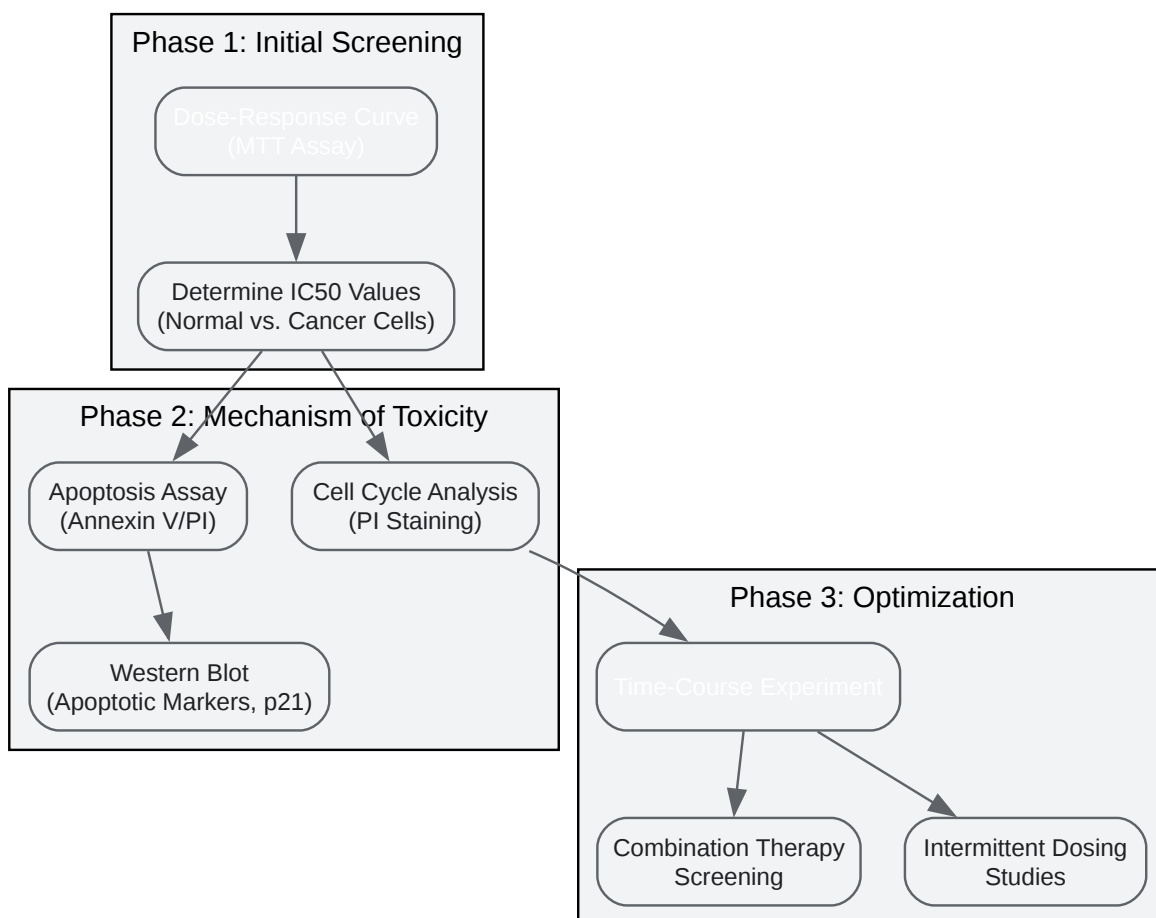 Phase 1: Initial Screening
Dose-Response Curve
(MTT Assay)
Determine IC50 Values
(Normal vs. Cancer Cells)
Phase 2: Mechanism of Toxicity
Apoptosis Assay
(Annexin V/PI)
Cell Cycle Analysis
(PI Staining)
Western Blot
(Apoptotic Markers, p21)
Phase 3: Optimization
Time-Course Experiment
Combination Therapy
Screening
Intermittent Dosing
Studies